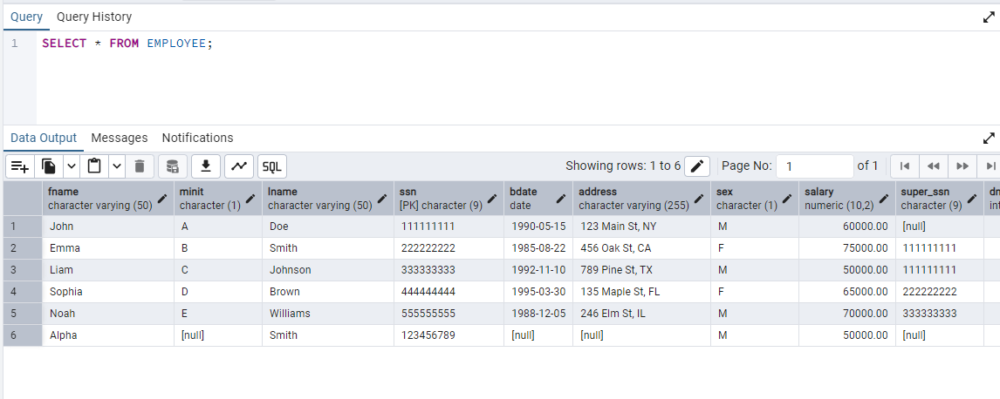 Query Query History
1 SELECT * FROM EMPLOYEE;
Data Output Messages Notifications
SQL Showing rows: 1 to 6 Page No: 1 of 1
fname minit lname ssn bdate address sex salary super_ssn dn
character varying (50) character (1) character varying (50) [PK] character (9) date character varying (255) character (1) numeric (10,2) character (9) int
1 John A Doe 111111111 1990-05-15 123 Main St, NY M 60000.00 [null]
2 Emma B Smith 222222222 1985-08-22 456 Oak St, CA F 75000.00 111111111
3 Liam C Johnson 333333333 1992-11-10 789 Pine St, TX M 50000.00 111111111
4 Sophia D Brown 444444444 1995-03-30 135 Maple St, FL F 65000.00 222222222
5 Noah E Williams 555555555 1988-12-05 246 Elm St, IL M 70000.00 333333333
6 Alpha [null] Smith 123456789 [null] [null] M 50000.00 [null]